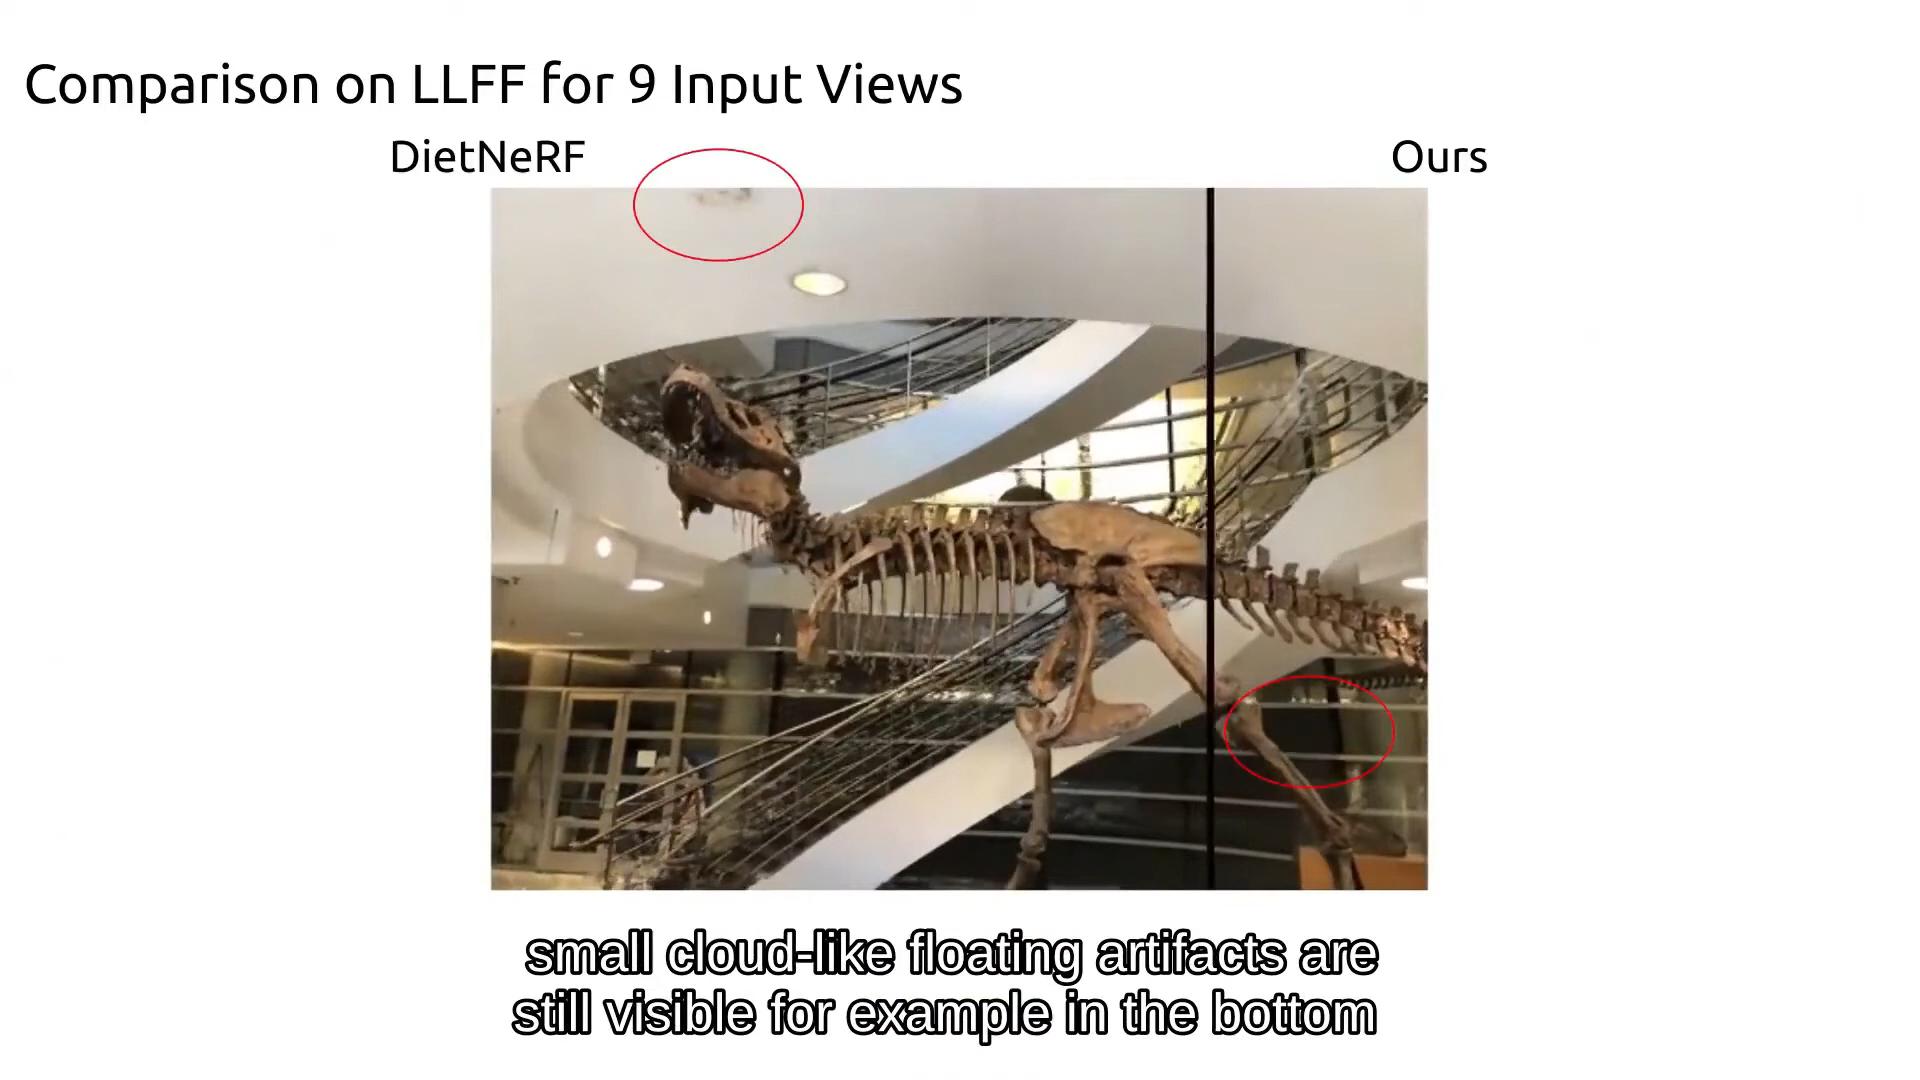 Comparison on LLFF for 9 Input Views
DietNeRF
Ours
small cloud-like floating artifacts are
still visible for example in the bottom